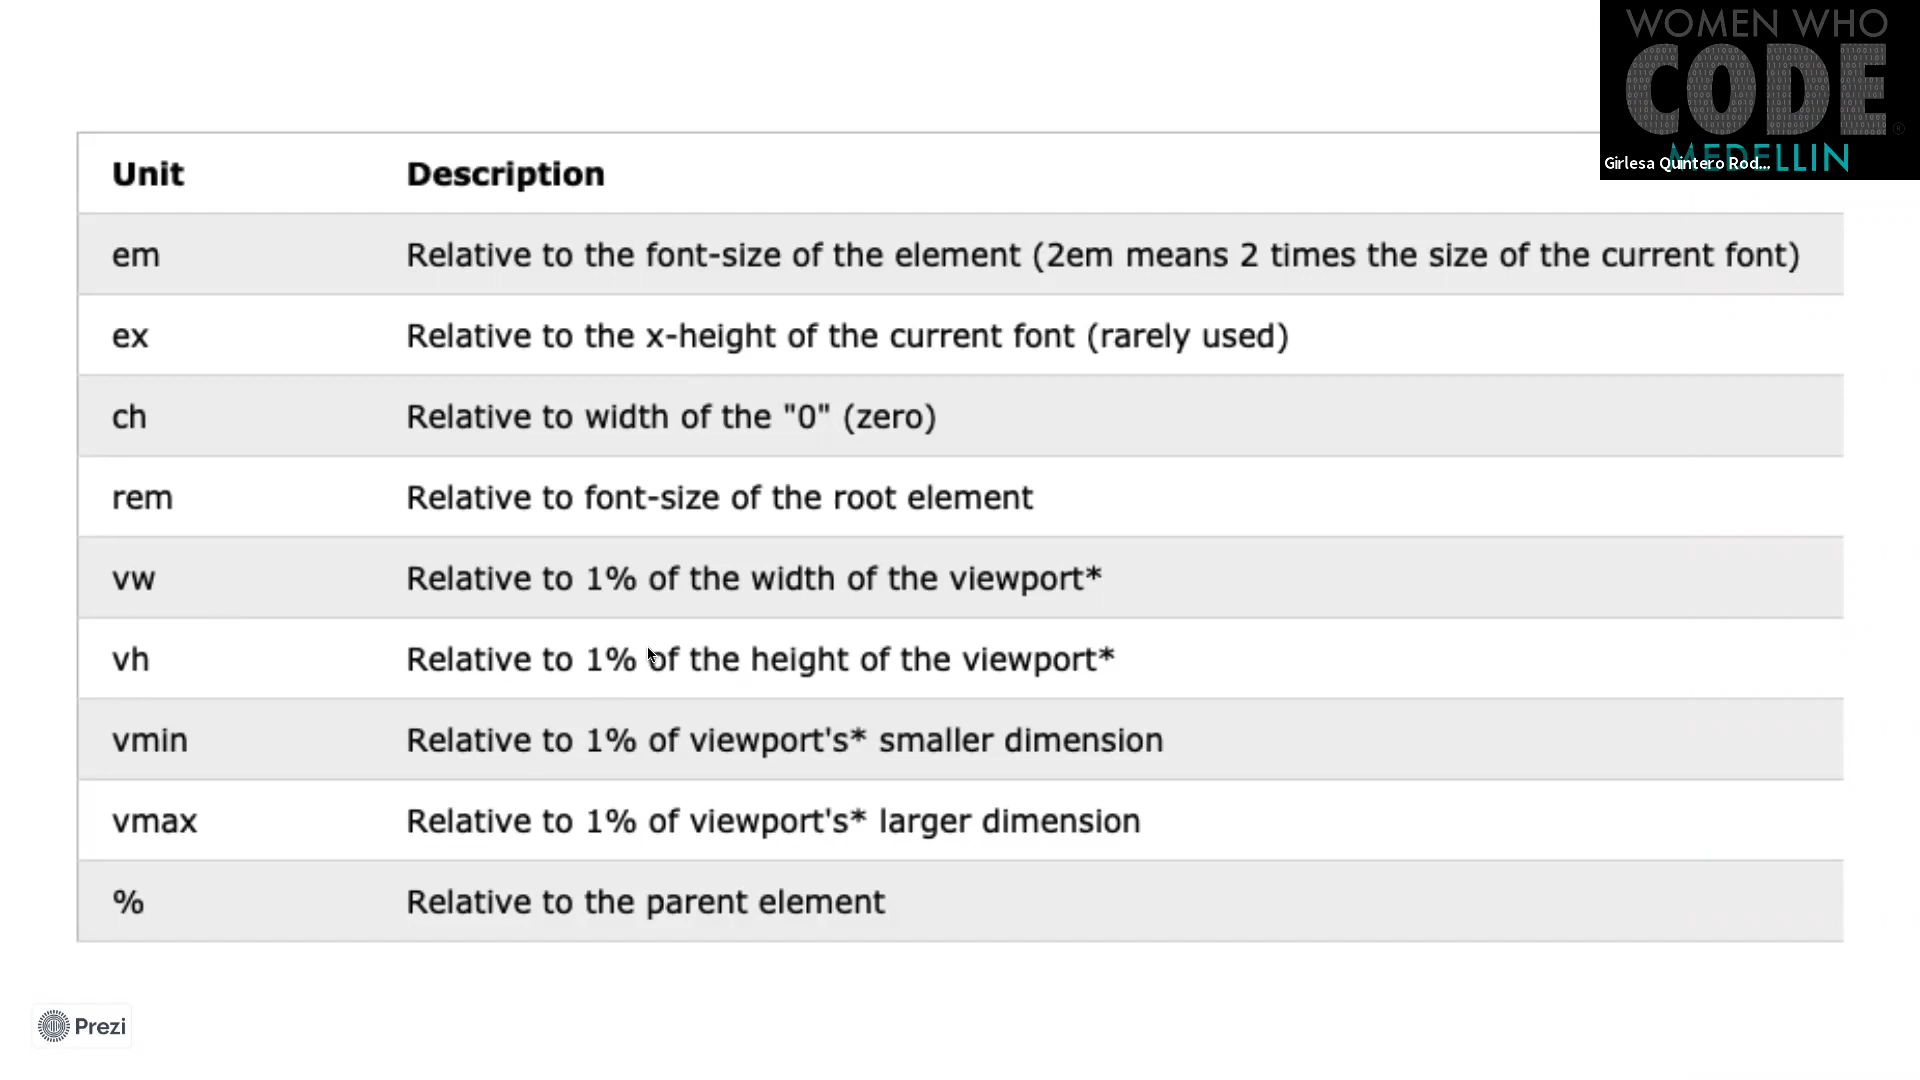 WOMEN WHO
CODE
MEDELLIN
Girlesa Quintero Rod...
Unit Description
em Relative to the font-size of the element (2em means 2 times the size of the current font)
ex Relative to the x-height of the current font (rarely used)
ch Relative to width of the "0" (zero)
rem Relative to font-size of the root element
vw Relative to 1% of the width of the viewport*
vh Relative to 1% of the height of the viewport*
vmin Relative to 1% of viewport's* smaller dimension
vmax Relative to 1% of viewport's* larger dimension
% Relative to the parent element
Prezi